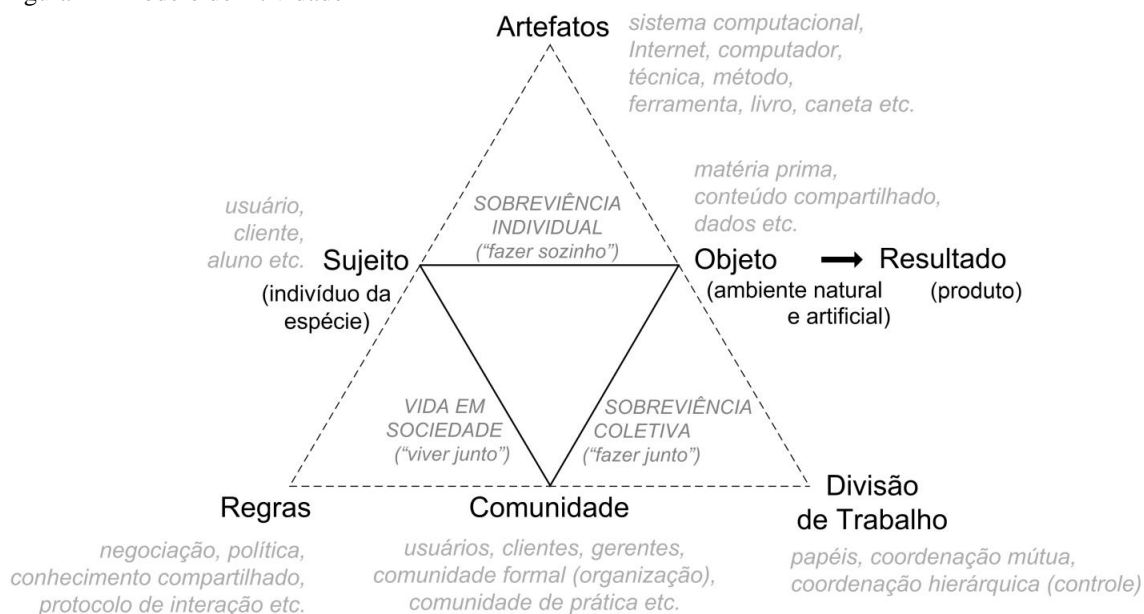 Artefatos
sistema computacional,
Internet, computador,
técnica, método,
ferramenta, livro, caneta etc.
matéria prima,
conteúdo compartilhado,
dados etc.
SOBREVIÊNCIA
INDIVIDUAL
(“fazer sozinho”)
usuário,
cliente,
aluno etc.
Sujeito
(indivíduo da
espécie)
Objeto
(ambiente natural
e artificial)
Resultado
(produto)
VIDA EM
SOCIEDADE
(“viver junto”)
SOBREVIÊNCIA
COLETIVA
(“fazer junto”)
Regras
negociação, política,
conhecimento compartilhado,
protocolo de interação etc.
Comunidade
usuários, clientes, gerentes,
comunidade formal (organização),
comunidade de prática etc.
Divisão
de Trabalho
papéis, coordenação mútua,
coordenação hierárquica (controle)